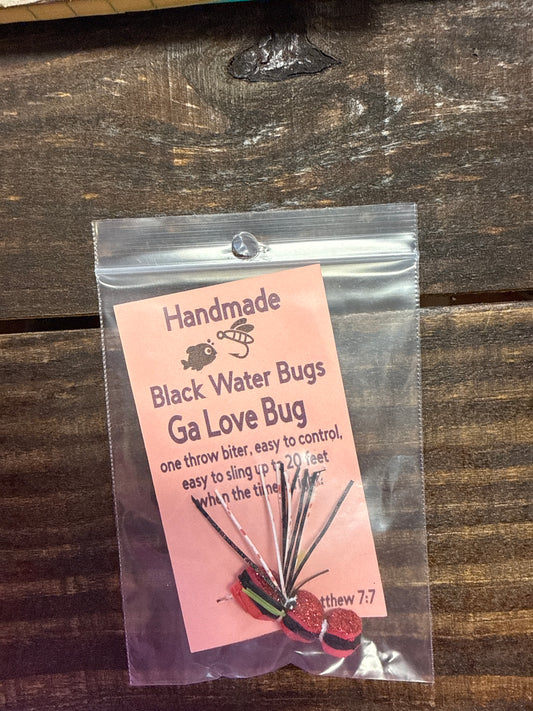 Handmade
Black Water Bugs
Ga Love Bug
one throw biter, easy to control,
easy to sling up to 20 feet
when the time
tthew 7:7